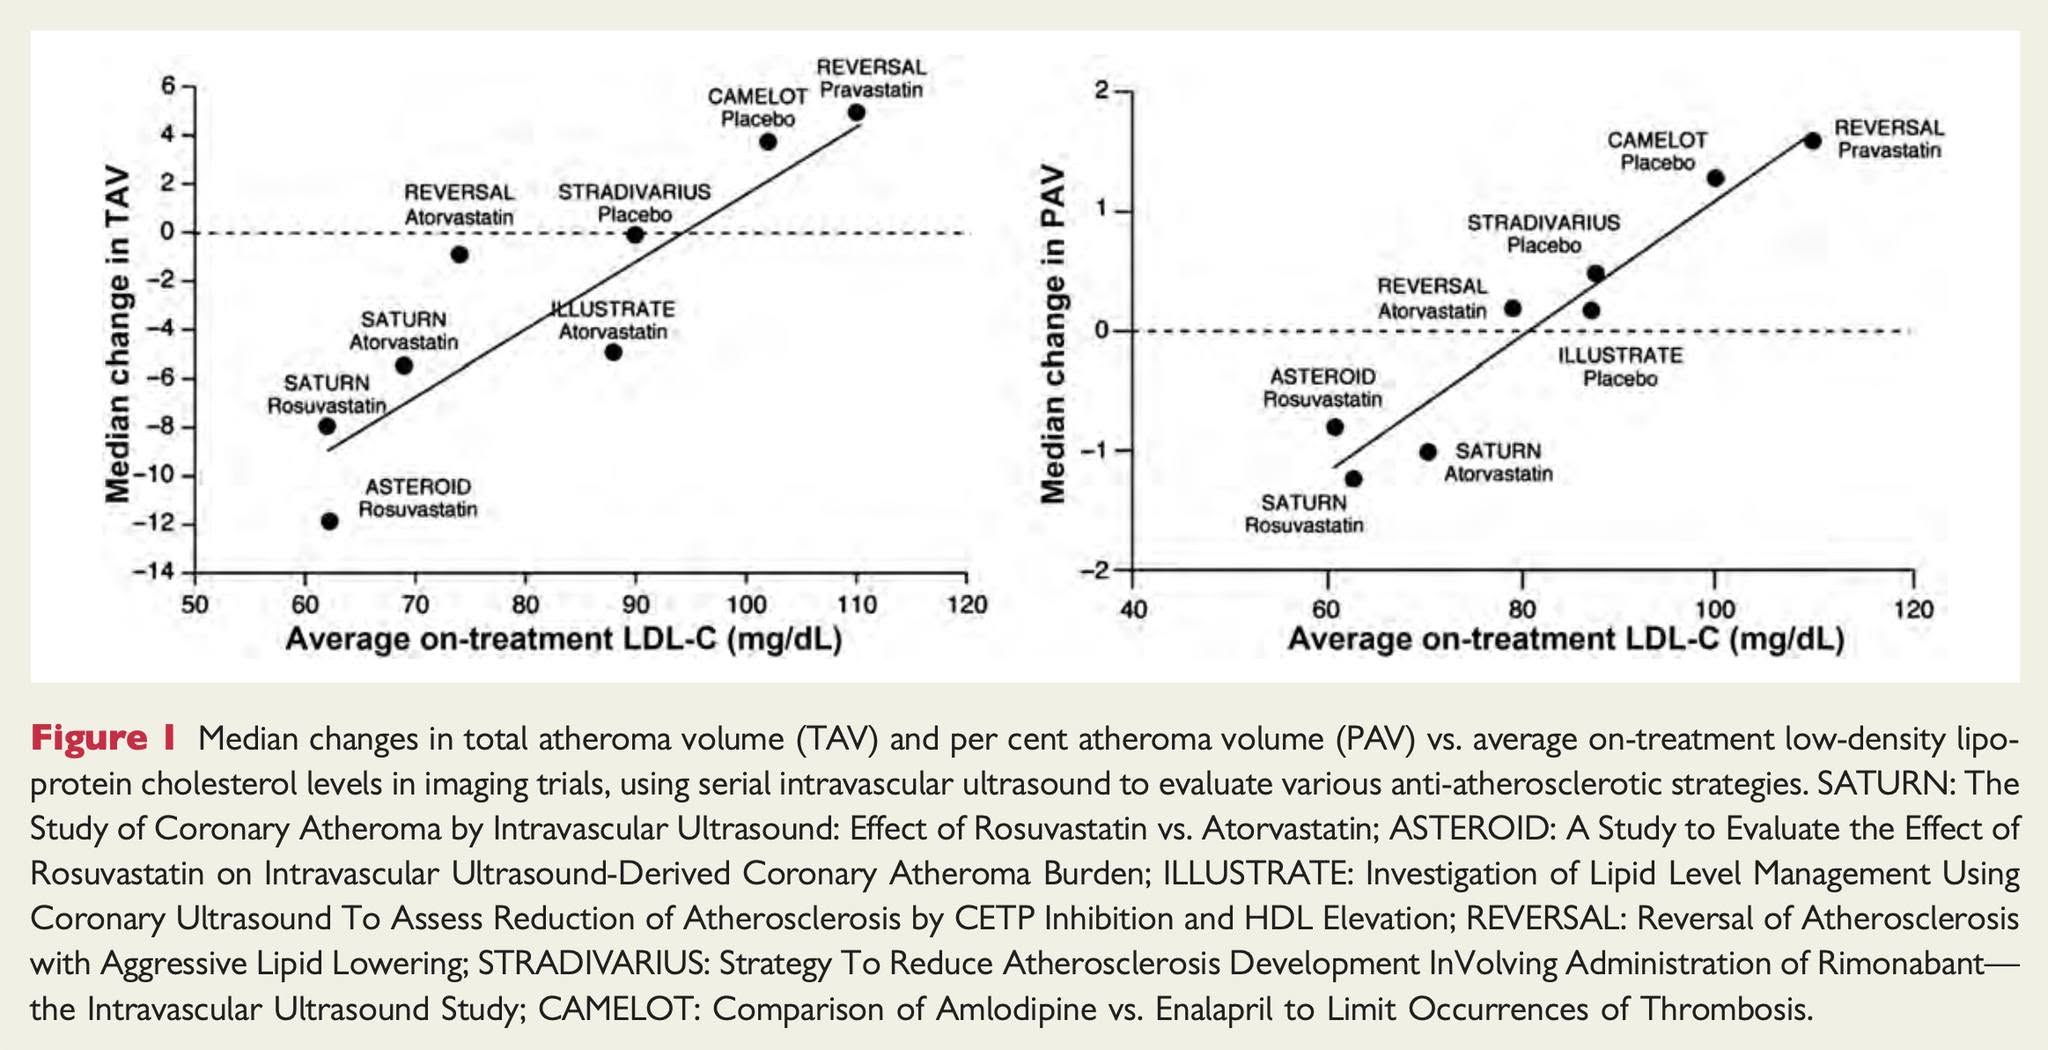 6
4
2
0
−2
−4
−6
−8
−10
−12
−14
Median change in TAV
REVERSAL
Pravastatin
CAMELOT
Placebo
REVERSAL
Atorvastatin
STRADIVARIUS
Placebo
SATURN
Atorvastatin
ILLUSTRATE
Atorvastatin
SATURN
Rosuvastatin
ASTEROID
Rosuvastatin
50 60 70 80 90 100 110 120
Average on-treatment LDL-C (mg/dL)
2
1
0
−1
−2
Median change in PAV
REVERSAL
Pravastatin
CAMELOT
Placebo
STRADIVARIUS
Placebo
REVERSAL
Atorvastatin
ILLUSTRATE
Placebo
ASTEROID
Rosuvastatin
SATURN
Atorvastatin
SATURN
Rosuvastatin
40 60 80 100 120
Average on-treatment LDL-C (mg/dL)
Figure 1 Median changes in total atheroma volume (TAV) and per cent atheroma volume (PAV) vs. average on-treatment low-density lipo-
protein cholesterol levels in imaging trials, using serial intravascular ultrasound to evaluate various anti-atherosclerotic strategies. SATURN: The
Study of Coronary Atheroma by Intravascular Ultrasound: Effect of Rosuvastatin vs. Atorvastatin; ASTEROID: A Study to Evaluate the Effect of
Rosuvastatin on Intravascular Ultrasound-Derived Coronary Atheroma Burden; ILLUSTRATE: Investigation of Lipid Level Management Using
Coronary Ultrasound To Assess Reduction of Atherosclerosis by CETP Inhibition and HDL Elevation; REVERSAL: Reversal of Atherosclerosis
with Aggressive Lipid Lowering; STRADIVARIUS: Strategy To Reduce Atherosclerosis Development InVolving Administration of Rimonabant—
the Intravascular Ultrasound Study; CAMELOT: Comparison of Amlodipine vs. Enalapril to Limit Occurrences of Thrombosis.